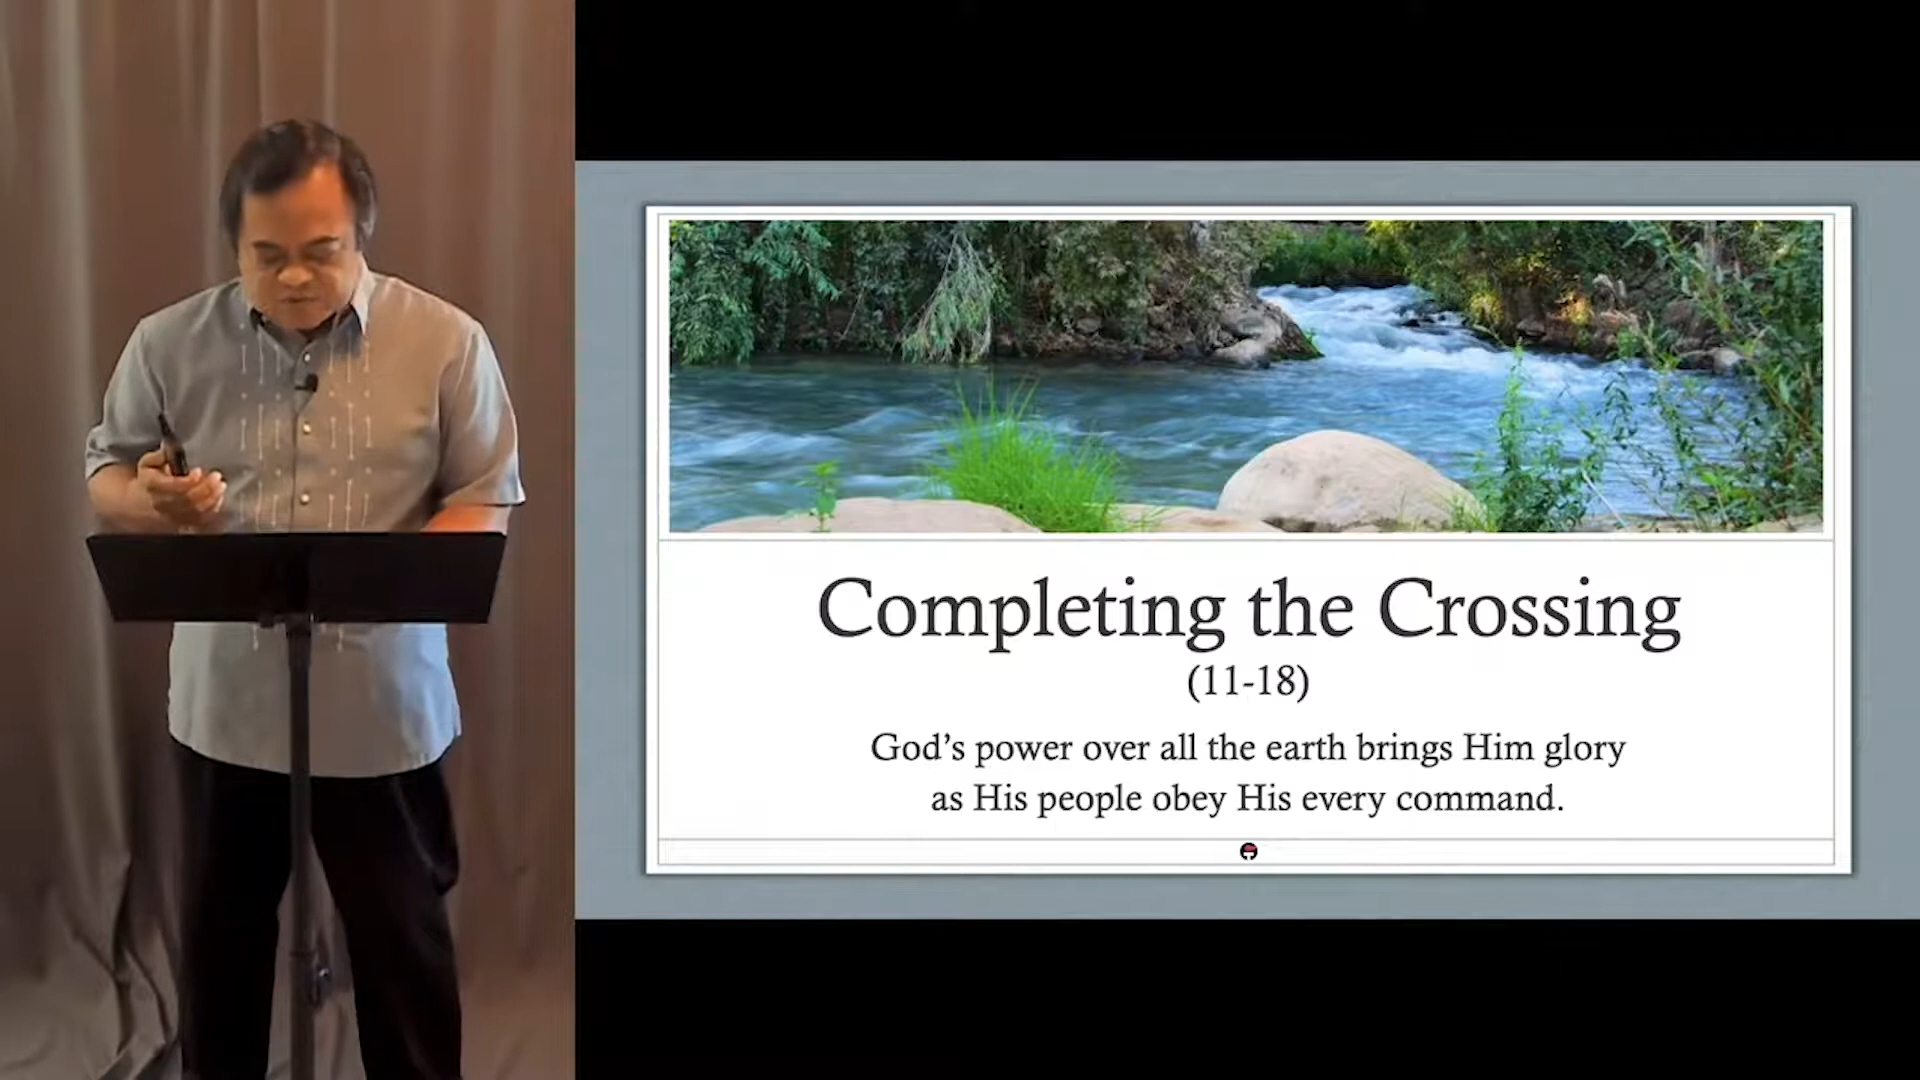 Completing the Crossing
(11-18)
God’s power over all the earth brings Him glory
as His people obey His every command.